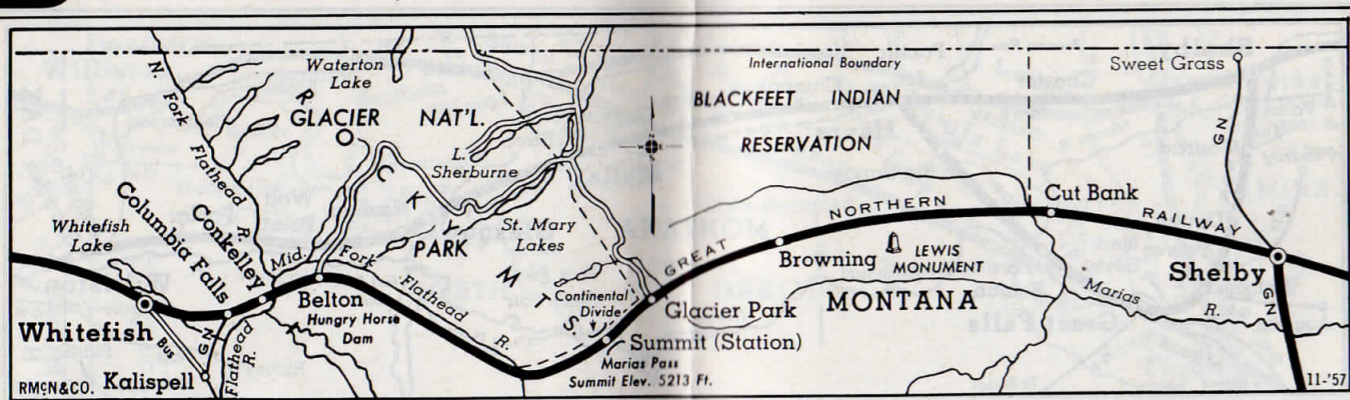 N. Fork Flathead R.
Waterton
Lake
R O C K Y M T S.
GLACIER
NAT'L.
PARK
L.
Sherburne
St. Mary
Lakes
International Boundary
BLACKFEET INDIAN
RESERVATION
Sweet Grass
GN
Whitefish
Lake
Columbia Falls
Conkelley
Mid. Fork Flathead R.
Belton
Hungry Horse
Dam
Whitefish
Bus
GN
Flathead R.
Kalispell
Continental
Divide
Glacier Park
Summit (Station)
Marias Pass
Summit Elev. 5213 Ft.
GREAT NORTHERN RAILWAY
Browning
LEWIS
MONUMENT
MONTANA
Cut Bank
Marias R.
Shelby
GN
RMCN&CO.
11-'57